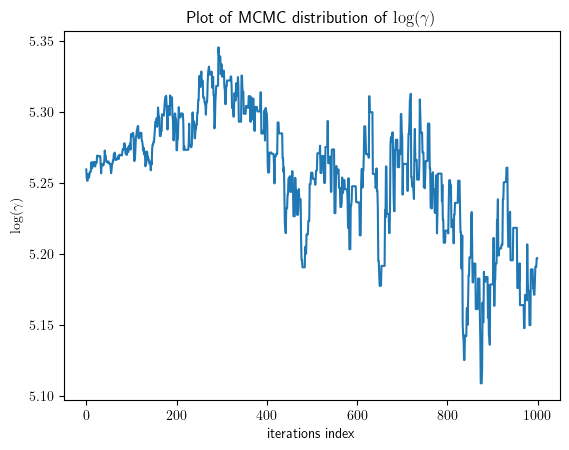 Plot of MCMC distribution of log(γ)
log(γ)
5.35
5.30
5.25
5.20
5.15
5.10
0 200 400 600 800 1000
iterations index